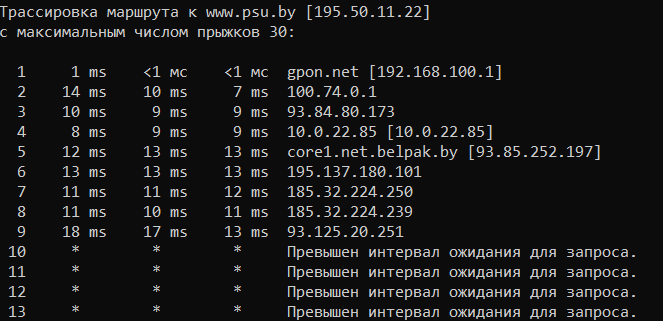 Трассировка маршрута к www.psu.by [195.50.11.22]
с максимальным числом прыжков 30:
1 1 ms <1 мс <1 мс gpon.net [192.168.100.1]
2 14 ms 10 ms 7 ms 100.74.0.1
3 10 ms 9 ms 9 ms 93.84.80.173
4 8 ms 9 ms 9 ms 10.0.22.85 [10.0.22.85]
5 12 ms 13 ms 13 ms core1.net.belpak.by [93.85.252.197]
6 13 ms 13 ms 13 ms 195.137.180.101
7 11 ms 11 ms 12 ms 185.32.224.250
8 11 ms 10 ms 11 ms 185.32.224.239
9 18 ms 17 ms 13 ms 93.125.20.251
10 * * * Превышен интервал ожидания для запроса.
11 * * * Превышен интервал ожидания для запроса.
12 * * * Превышен интервал ожидания для запроса.
13 * * * Превышен интервал ожидания для запроса.